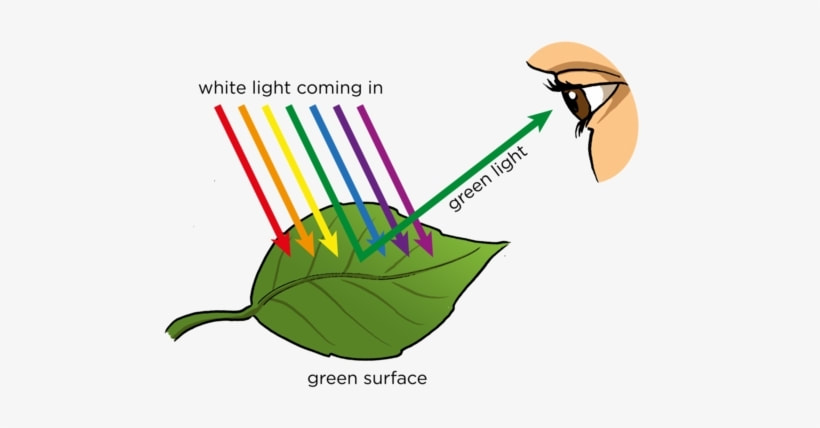 white light coming in
green light
green surface